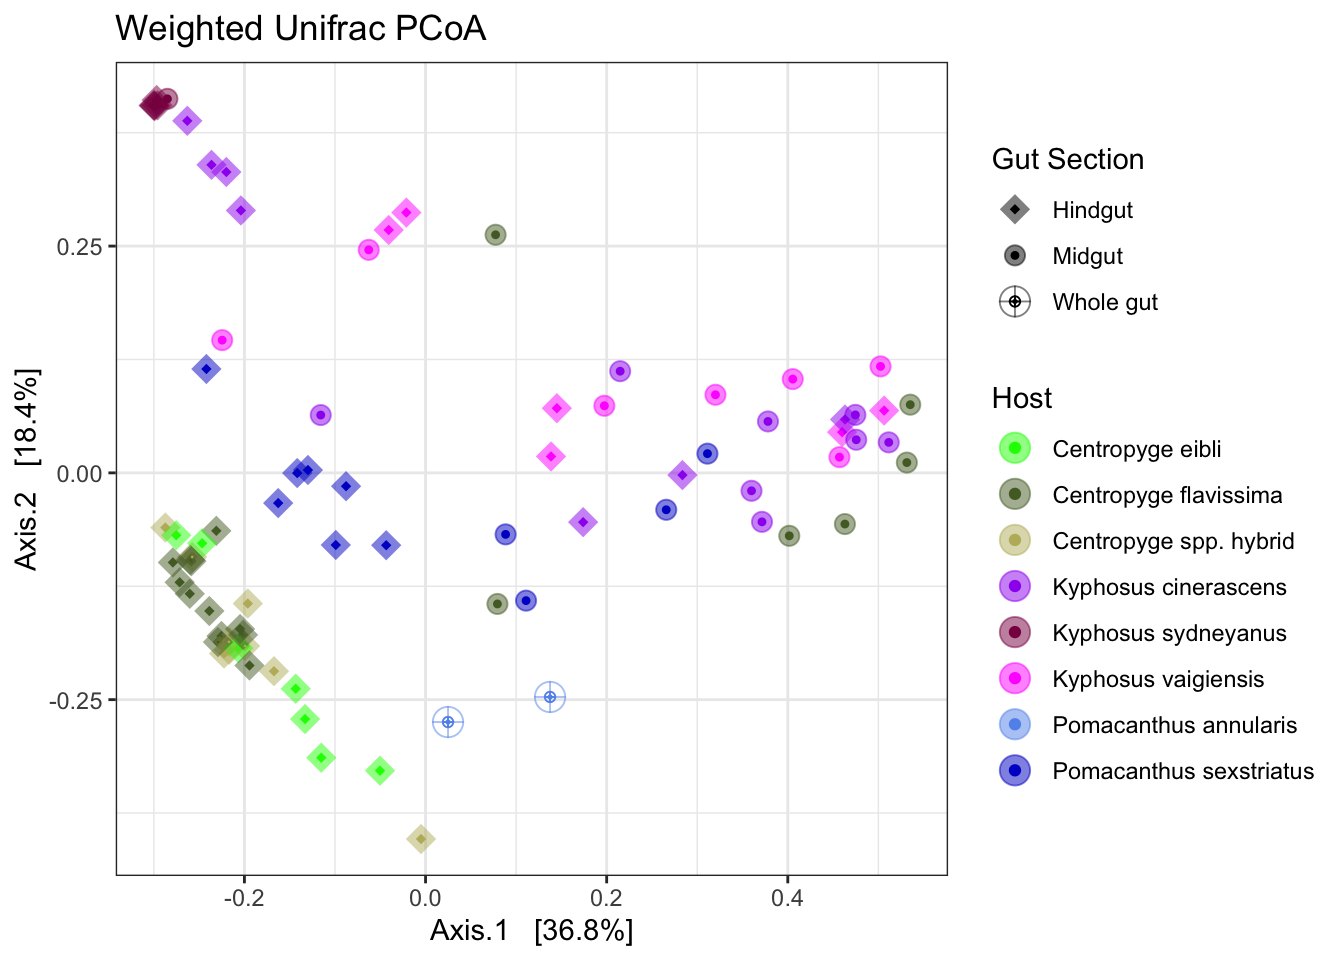 Weighted Unifrac PCoA
Axis.2 [18.4%]
0.25
0.00
-0.25
-0.2
0.0
0.2
0.4
Axis.1 [36.8%]
Gut Section
Hindgut
Midgut
Whole gut
Host
Centropyge eibli
Centropyge flavissima
Centropyge spp. hybrid
Kyphosus cinerascens
Kyphosus sydneyanus
Kyphosus vaigiensis
Pomacanthus annularis
Pomacanthus sexstriatus